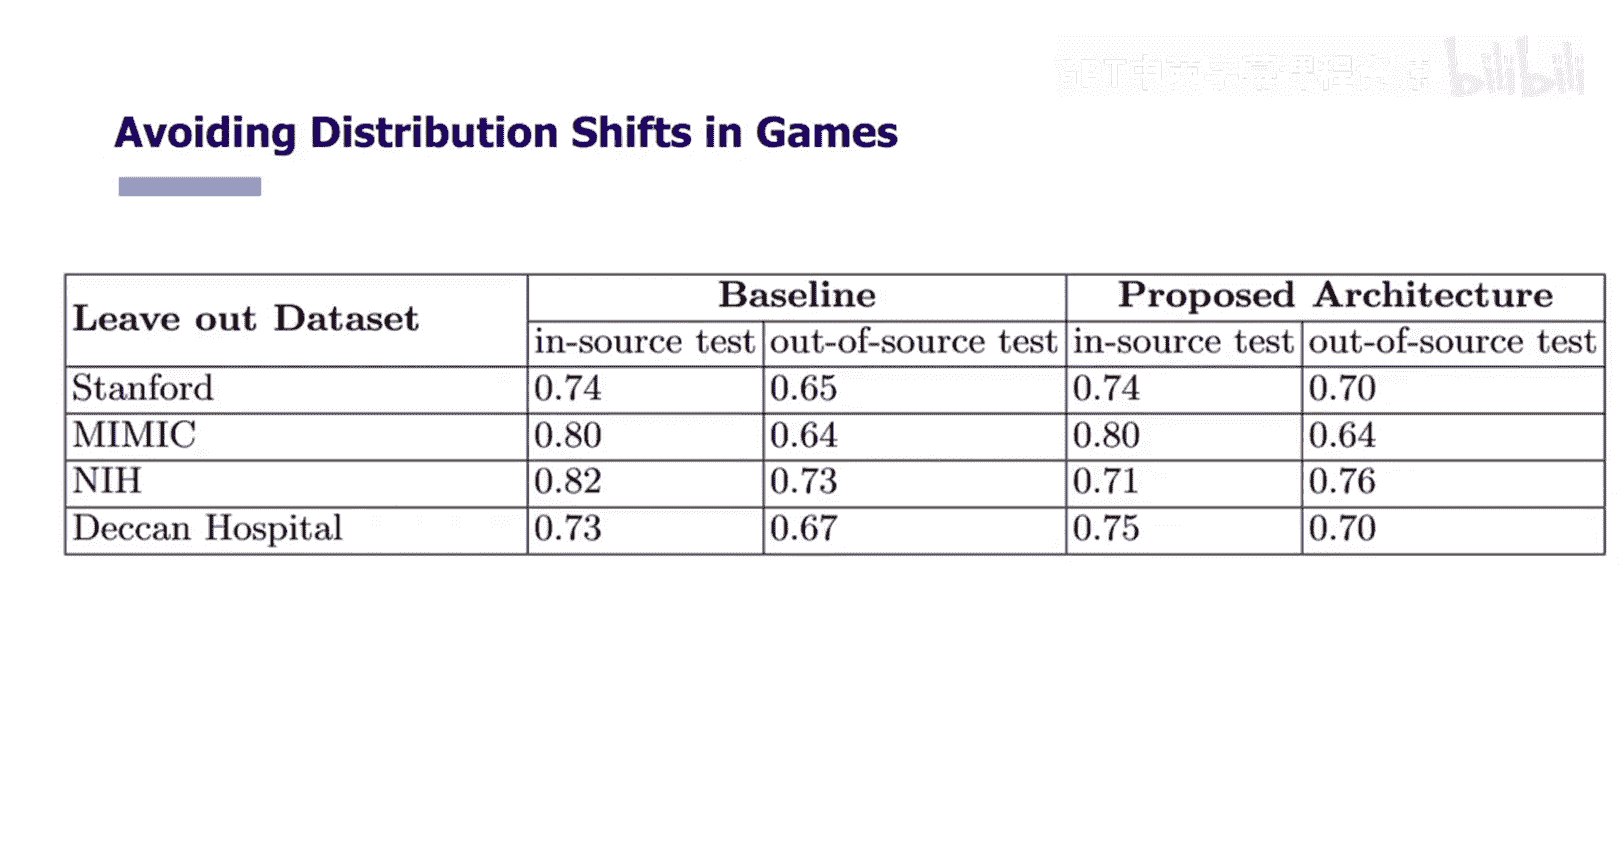 bilibili
Avoiding Distribution Shifts in Games
Leave out Dataset Baseline Proposed Architecture
in-source test out-of-source test in-source test out-of-source test
Stanford 0.74 0.65 0.74 0.70
MIMIC 0.80 0.64 0.80 0.64
NIH 0.82 0.73 0.71 0.76
Deccan Hospital 0.73 0.67 0.75 0.70